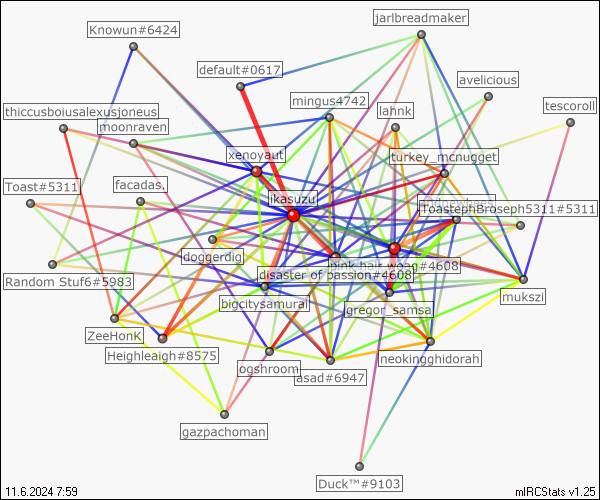 jarlbreadmaker
Knowun#6424
default#0617
avelicious
mingus4742
tescoroll
thiccusboiusalexusjoneus
lahnk
moonraven
xenoyaut
turkey_mcnugget
Toast#5311
facadas,
ikasuzu
ToastephBroseph5311#5311
doggerdig
pink hair woag#4608
disaster of passion#4608
Random Stuf6#5983
bigcitysamurai
gregor_samsa
mukszi
ZeeHonK
Heighleaigh#8575
neokingghidorah
ogshroom
asad#6947
gazpachoman
Duck™#9103
11.6.2024 7:59
mIRCStats v1.25